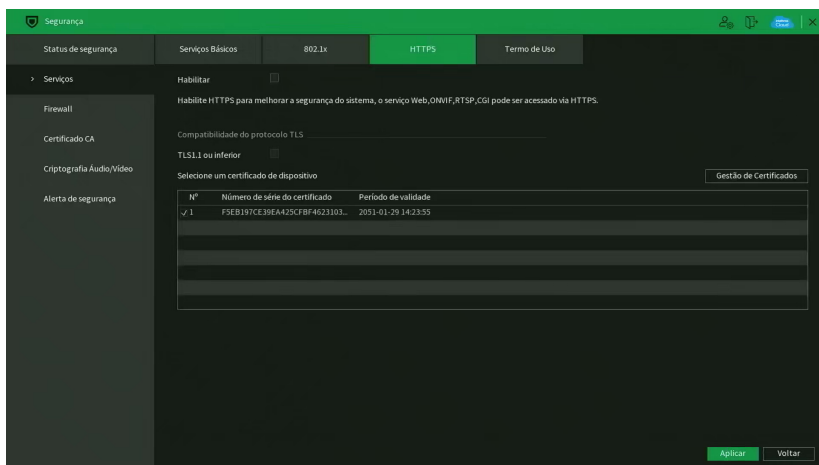 Segurança
Cloud
Status de segurança
Serviços Básicos
802.1x
HTTPS
Termo de Uso
> Serviços
Firewall
Certificado CA
Criptografia Áudio/Vídeo
Alerta de segurança
Habilitar
Habilite HTTPS para melhorar a segurança do sistema, o serviço Web,ONVIF,RTSP,CGI pode ser acessado via HTTPS.
Compatibilidade do protocolo TLS
TLS1.1 ou inferior
Selecione um certificado de dispositivo
Gestão de Certificados
Nº Número de série do certificado Período de validade
1 F5EB197CE39EA425CFBF4623103... 2051-01-29 14:23:55
Aplicar
Voltar